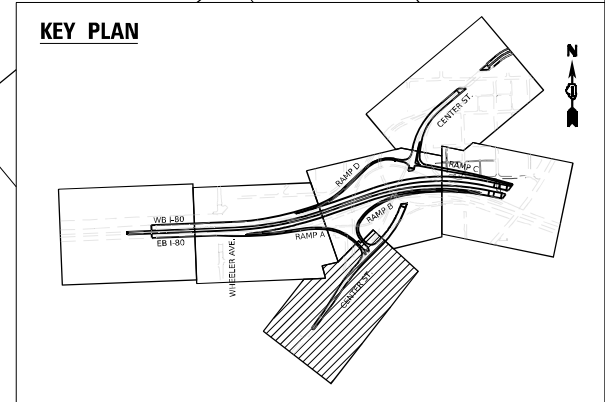 KEY PLAN
N
CENTER ST.
RAMP D
RAMP C
WB I-80
RAMP B
EB I-80
RAMP A
WHEELER AVE.
CENTER ST